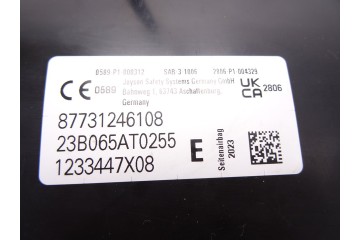 0589-P1 000312 SAB.3.1006 2806-P1 004329
CE 0589 Joyson Safety Systems Germany GmbH UK CA 2806
Bahnweg 1, 63743 Aschaffenburg,
Germany
87731246108
23B065AT0255 E
1233447X08
Seitenairbag
2023